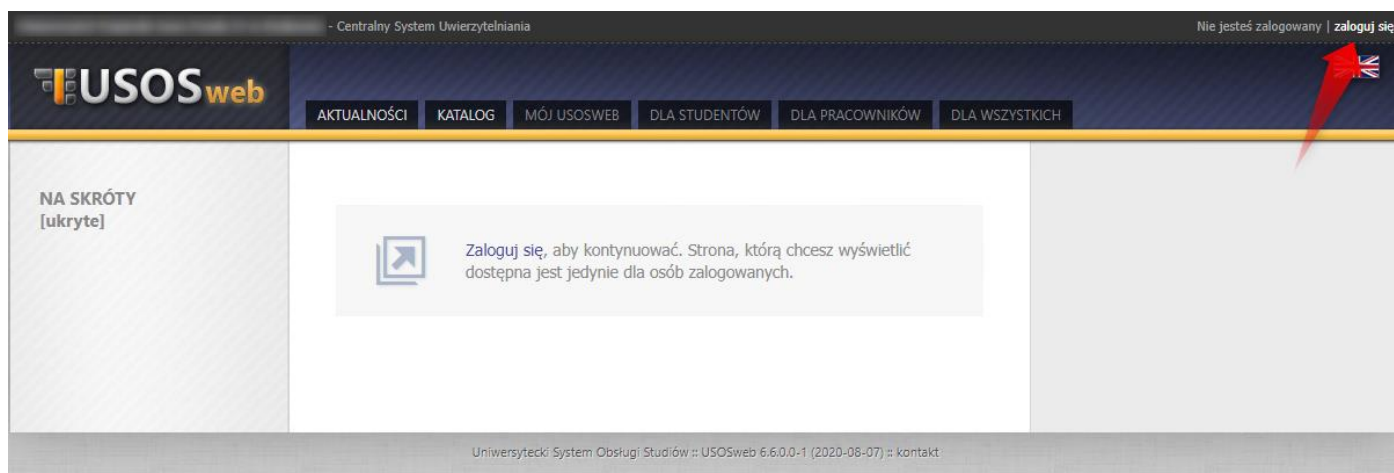 - Centralny System Uwierzytelniania
Nie jesteś zalogowany | zaloguj się
USOSweb
AKTUALNOŚCI KATALOG MÓJ USOSWEB DLA STUDENTÓW DLA PRACOWNIKÓW DLA WSZYSTKICH
NA SKRÓTY
[ukryte]
Zaloguj się, aby kontynuować. Strona, którą chcesz wyświetlić
dostępna jest jedynie dla osób zalogowanych.
Uniwersytecki System Obsługi Studiów :: USOSweb 6.6.0.0-1 (2020-08-07) :: kontakt